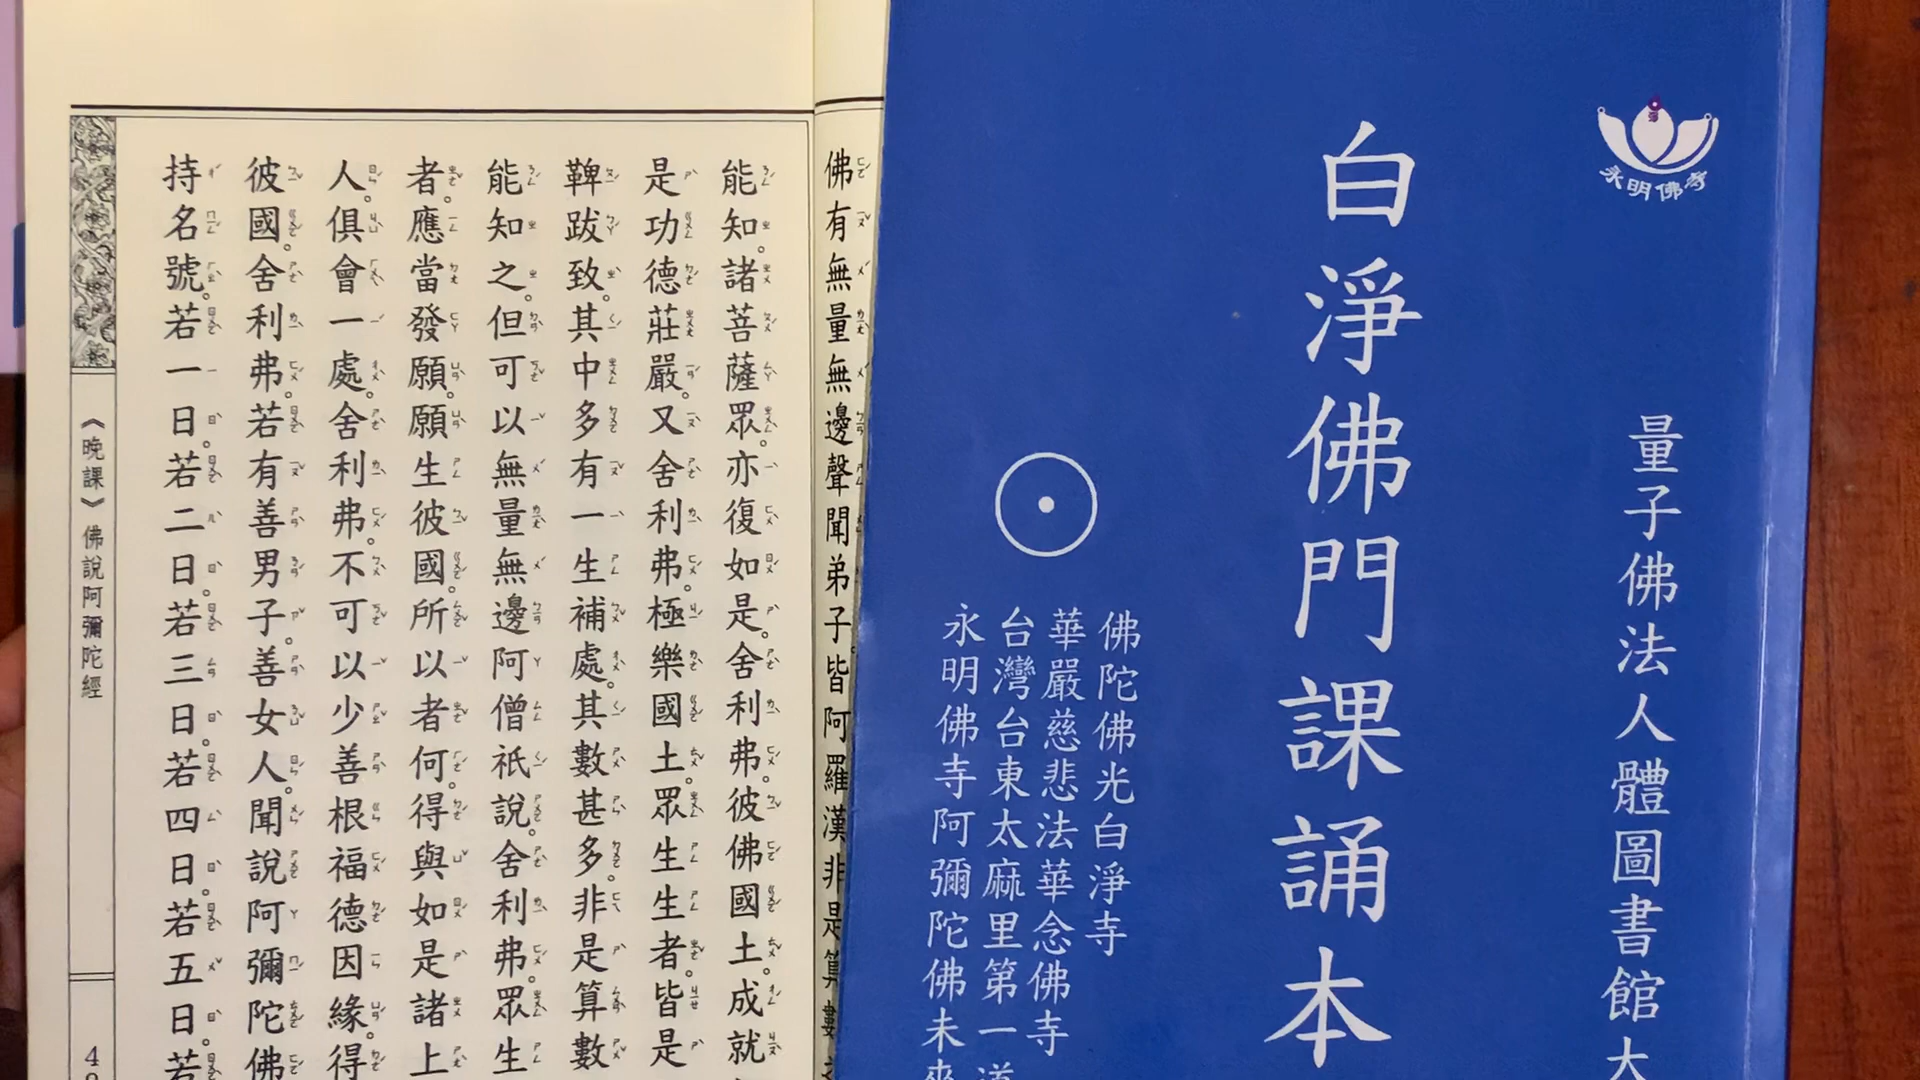 佛有無量無邊聲聞弟子皆阿羅漢非是算數
能知。諸菩薩眾。亦復如是。舍利弗。彼佛國土。成就
是功德莊嚴。又舍利弗。極樂國土。眾生生者。皆是
鞞跋致。其中多有一生補處。其數甚多。非是算數
能知之。但可以無量無邊阿僧祇說。舍利弗。眾生
者。應當發願。願生彼國。所以者何。得與如是諸上
人。俱會一處。舍利弗。不可以少善根福德因緣。得
彼國。舍利弗。若有善男子。善女人。聞說阿彌陀佛
持名號。若一日。若二日。若三日。若四日。若五日。若
《晚課》佛說阿彌陀經
永明佛寺
量子佛法人體圖書館大
白淨佛門課誦本
佛陀佛光白淨寺
華嚴慈悲法華念佛寺
台灣台東太麻里第一道
永明佛寺阿彌陀佛未來